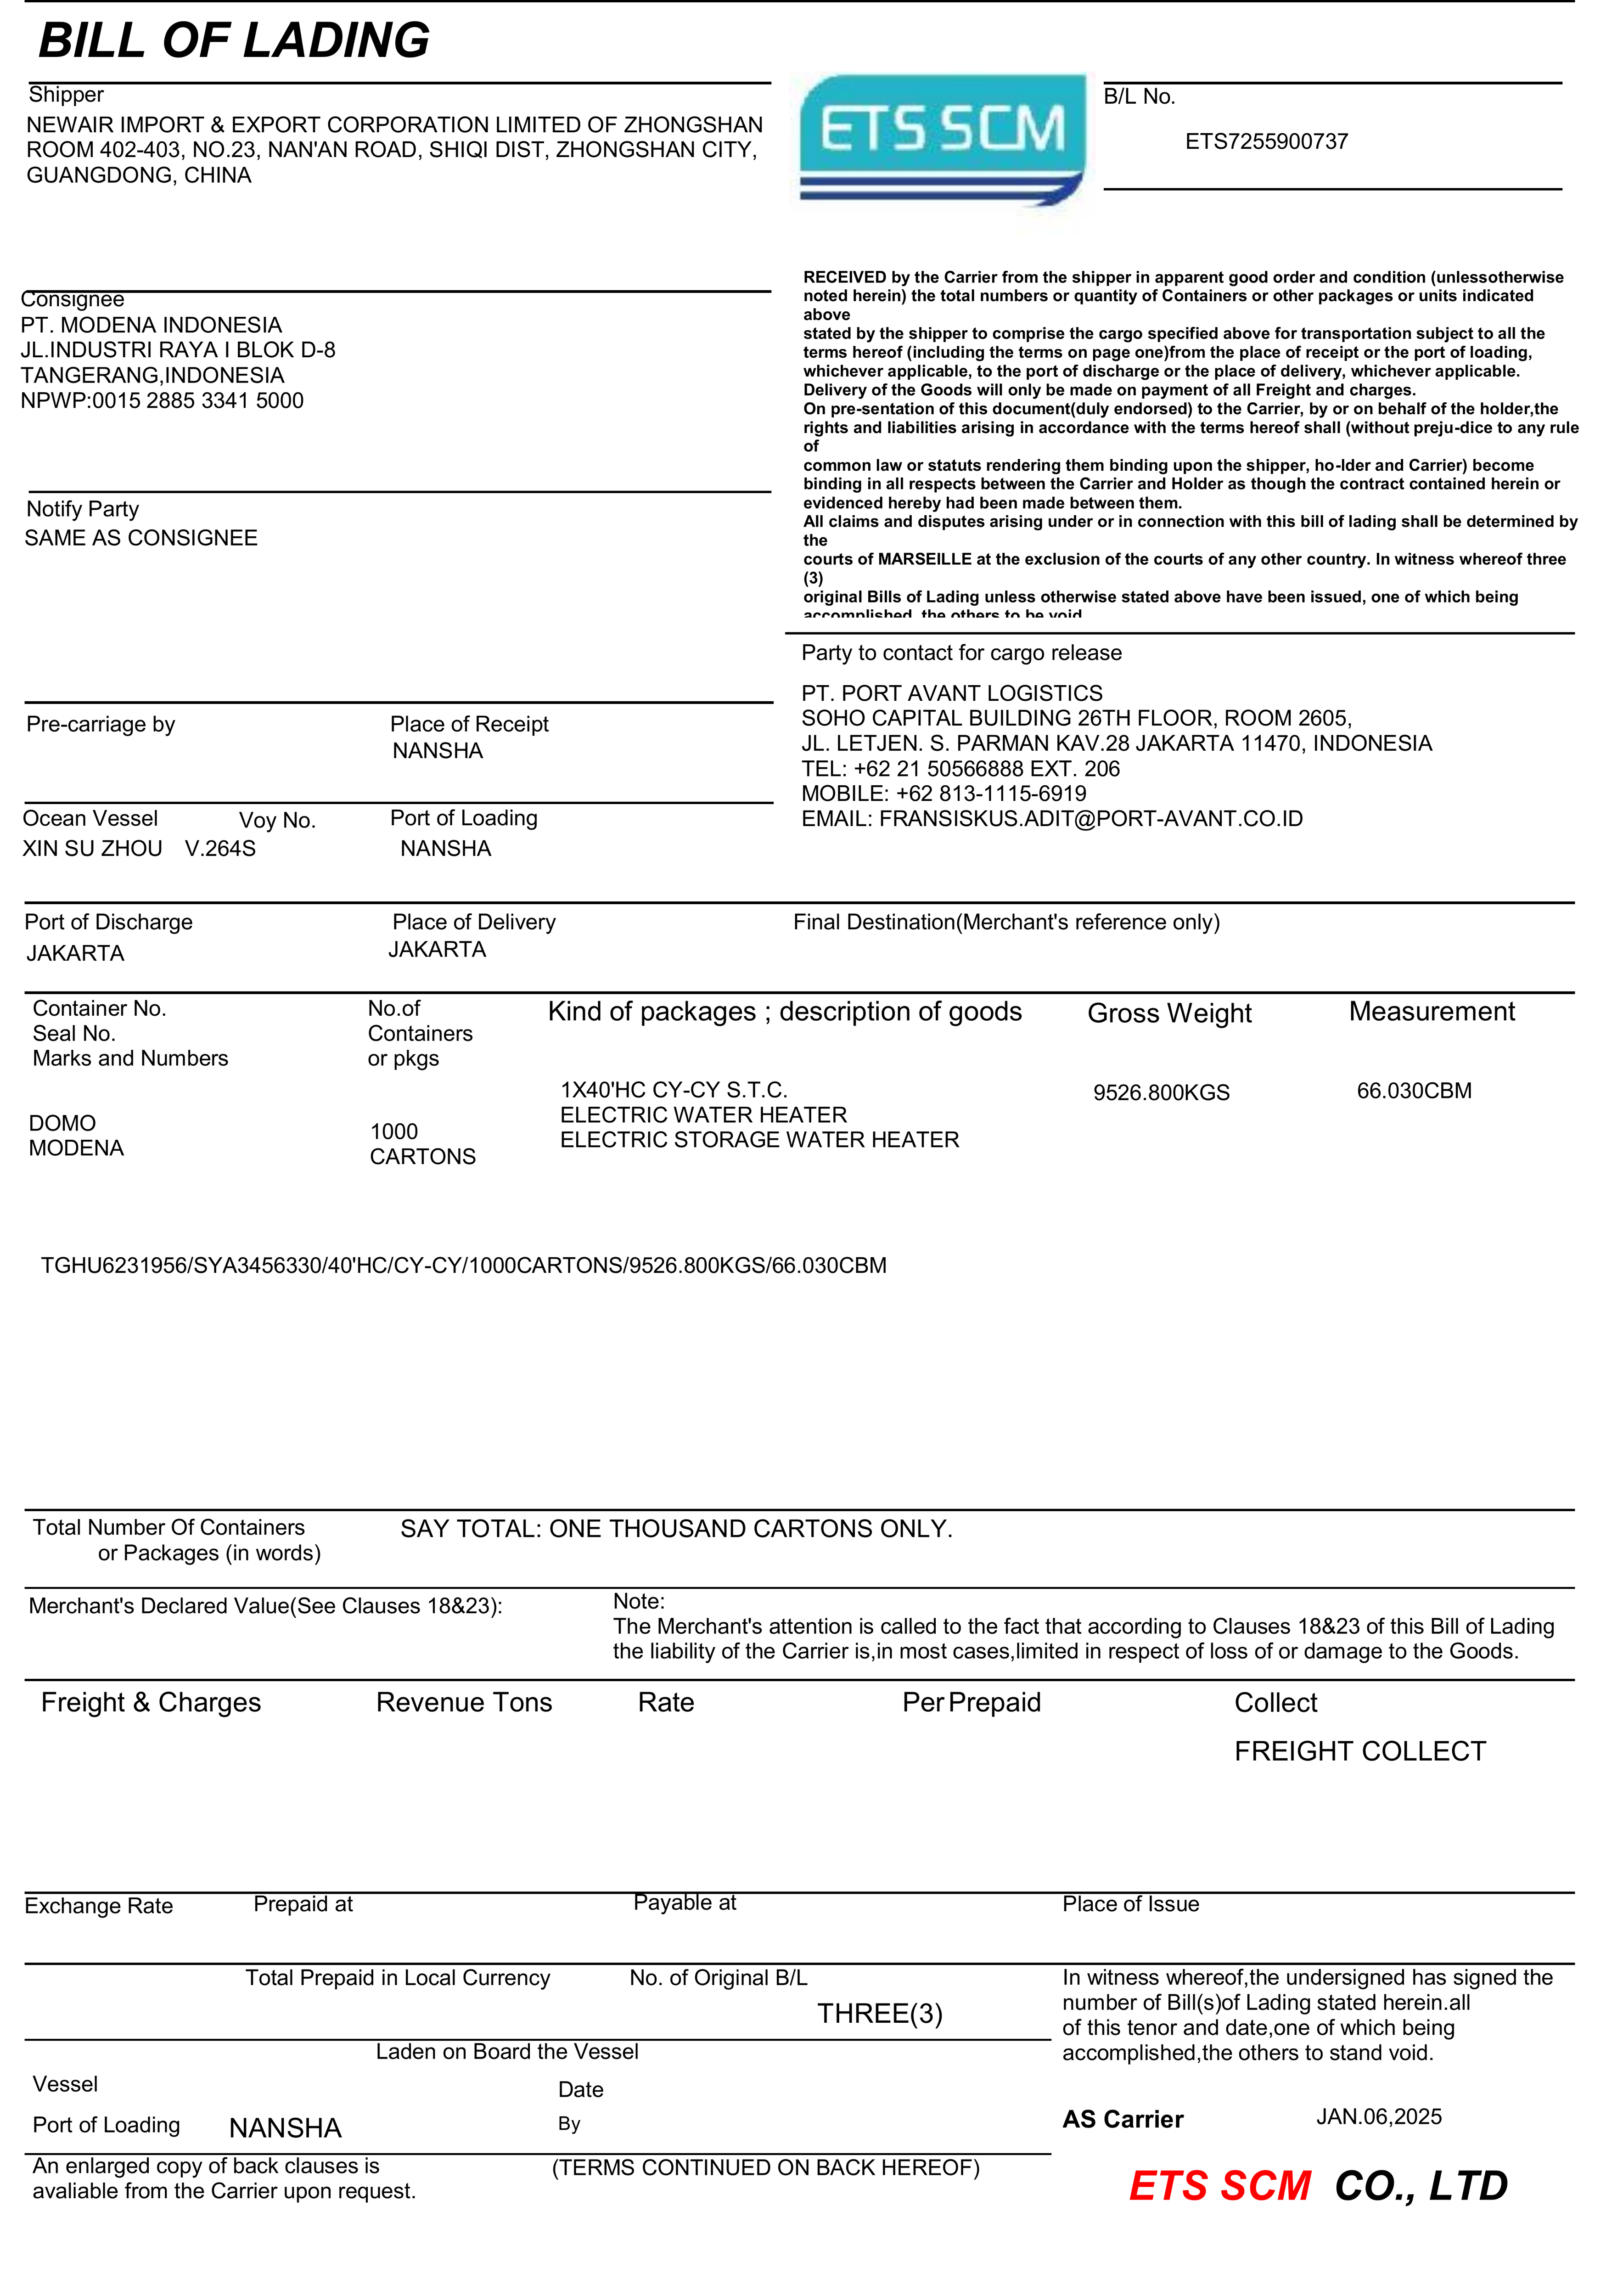 BILL OF LADING
Shipper
NEWAIR IMPORT & EXPORT CORPORATION LIMITED OF ZHONGSHAN
ROOM 402-403, NO.23, NAN'AN ROAD, SHIQI DIST, ZHONGSHAN CITY,
GUANGDONG, CHINA
ETS SCM
B/L No.
ETS7255900737
Consignee
PT. MODENA INDONESIA
JL.INDUSTRI RAYA I BLOK D-8
TANGERANG,INDONESIA
NPWP:0015 2885 3341 5000
Notify Party
SAME AS CONSIGNEE
RECEIVED by the Carrier from the shipper in apparent good order and condition (unlessotherwise
noted herein) the total numbers or quantity of Containers or other packages or units indicated
above
stated by the shipper to comprise the cargo specified above for transportation subject to all the
terms hereof (including the terms on page one)from the place of receipt or the port of loading,
whichever applicable, to the port of discharge or the place of delivery, whichever applicable.
Delivery of the Goods will only be made on payment of all Freight and charges.
On pre-sentation of this document(duly endorsed) to the Carrier, by or on behalf of the holder,the
rights and liabilities arising in accordance with the terms hereof shall (without preju-dice to any rule
of
common law or statuts rendering them binding upon the shipper, ho-lder and Carrier) become
binding in all respects between the Carrier and Holder as though the contract contained herein or
evidenced hereby had been made between them.
All claims and disputes arising under or in connection with this bill of lading shall be determined by
the
courts of MARSEILLE at the exclusion of the courts of any other country. In witness whereof three
(3)
original Bills of Lading unless otherwise stated above have been issued, one of which being
accomplished, the others to be void
Party to contact for cargo release
PT. PORT AVANT LOGISTICS
SOHO CAPITAL BUILDING 26TH FLOOR, ROOM 2605,
JL. LETJEN. S. PARMAN KAV.28 JAKARTA 11470, INDONESIA
TEL: +62 21 50566888 EXT. 206
MOBILE: +62 813-1115-6919
EMAIL: FRANSISKUS.ADIT@PORT-AVANT.CO.ID
Pre-carriage by Place of Receipt
NANSHA
Ocean Vessel Voy No. Port of Loading
XIN SU ZHOU V.264S NANSHA
Port of Discharge Place of Delivery Final Destination(Merchant's reference only)
JAKARTA JAKARTA
Container No. No.of Kind of packages ; description of goods Gross Weight Measurement
Seal No. Containers
Marks and Numbers or pkgs
1X40'HC CY-CY S.T.C. 9526.800KGS 66.030CBM
DOMO ELECTRIC WATER HEATER
MODENA 1000 ELECTRIC STORAGE WATER HEATER
CARTONS
TGHU6231956/SYA3456330/40'HC/CY-CY/1000CARTONS/9526.800KGS/66.030CBM
Total Number Of Containers SAY TOTAL: ONE THOUSAND CARTONS ONLY.
or Packages (in words)
Merchant's Declared Value(See Clauses 18&23):
Note:
The Merchant's attention is called to the fact that according to Clauses 18&23 of this Bill of Lading
the liability of the Carrier is,in most cases,limited in respect of loss of or damage to the Goods.
Freight & Charges Revenue Tons Rate Per Prepaid Collect
FREIGHT COLLECT
Exchange Rate Prepaid at Payable at Place of Issue
Total Prepaid in Local Currency No. of Original B/L
THREE(3)
In witness whereof,the undersigned has signed the
number of Bill(s)of Lading stated herein.all
of this tenor and date,one of which being
accomplished,the others to stand void.
Laden on Board the Vessel
Vessel Date
Port of Loading NANSHA By
AS Carrier JAN.06,2025
An enlarged copy of back clauses is (TERMS CONTINUED ON BACK HEREOF)
avaliable from the Carrier upon request.
ETS SCM CO., LTD